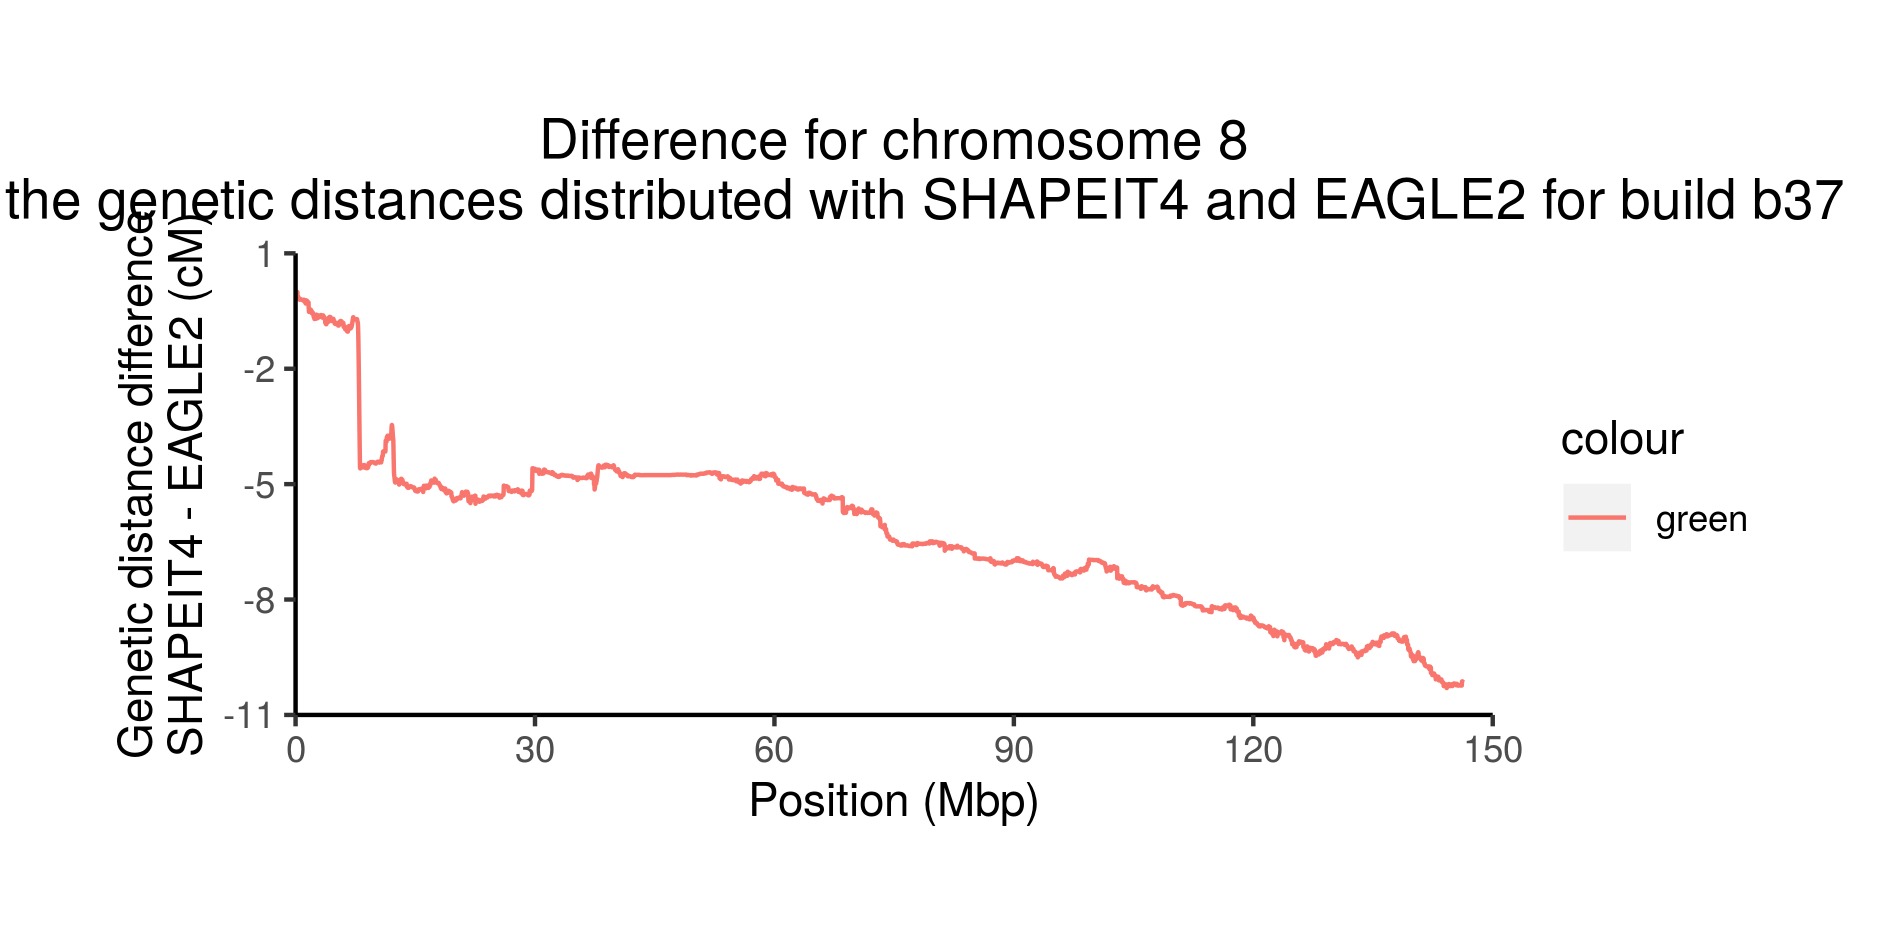 Difference for chromosome 8
the genetic distances distributed with SHAPEIT4 and EAGLE2 for build b37
Genetic distance difference
SHAPEIT4 - EAGLE2 (cM)
1
-2
-5
-8
-11
0 30 60 90 120 150
Position (Mbp)
colour
green